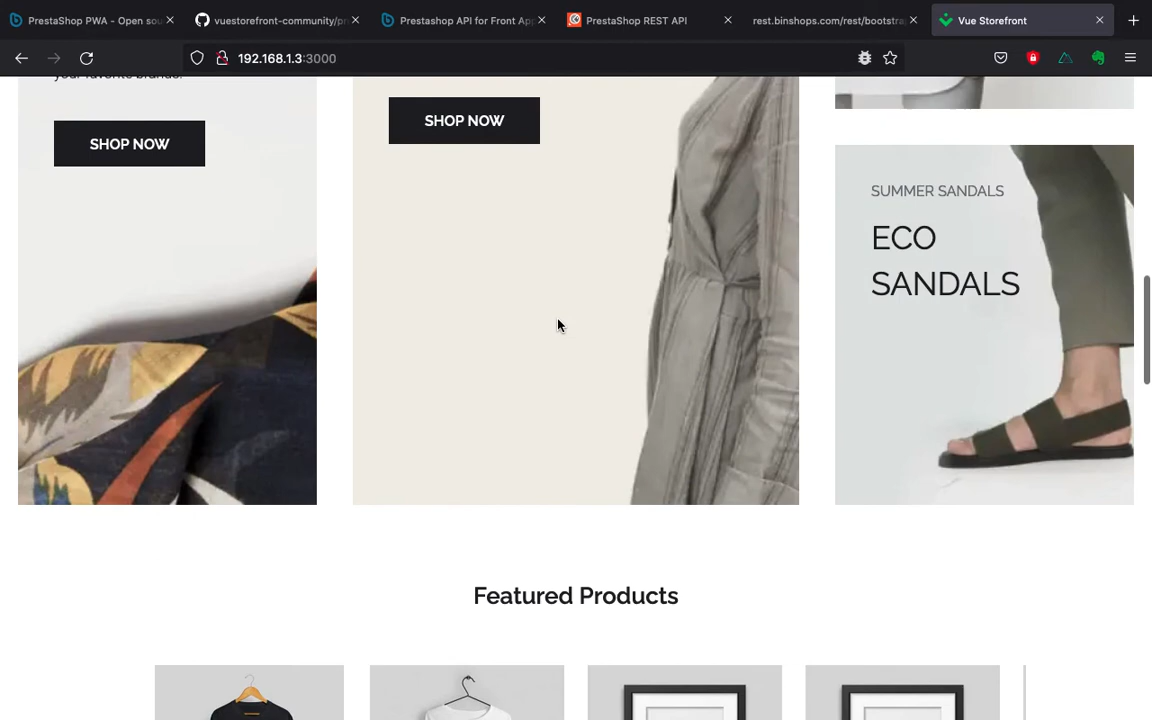 PrestaShop PWA - Open sou
vuestorefront-community/pr
Prestashop API for Front App
PrestaShop REST API
rest.binshops.com/rest/bootstra
Vue Storefront
192.168.1.3:3000
your favorite brands.
SHOP NOW
SHOP NOW
SUMMER SANDALS
ECO
SANDALS
Featured Products